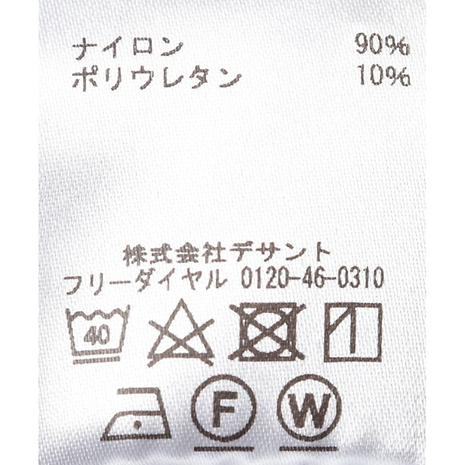 ナイロン 90%
ポリウレタン 10%
株式会社デサント
フリーダイヤル 0120-46-0310
40
F W